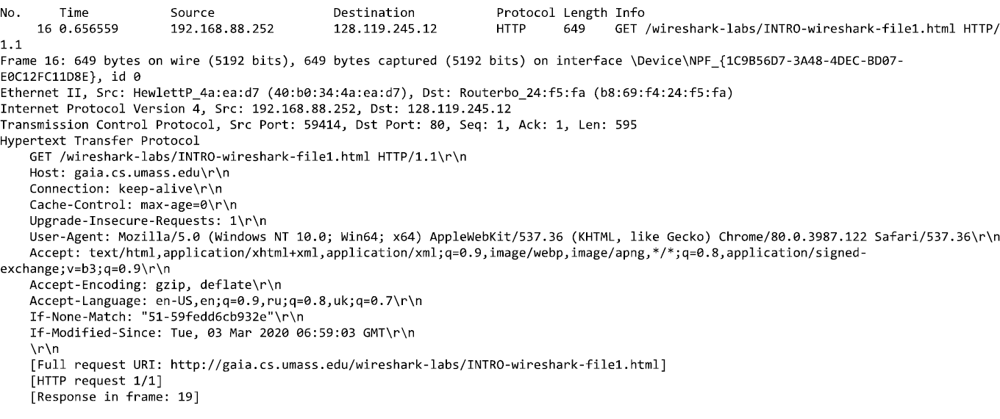 No.     Time           Source                Destination           Protocol Length Info
     16 0.656559       192.168.88.252        128.119.245.12        HTTP     649    GET /wireshark-labs/INTRO-wireshark-file1.html HTTP/
1.1
Frame 16: 649 bytes on wire (5192 bits), 649 bytes captured (5192 bits) on interface \Device\NPF_{1C9B56D7-3A48-4DEC-BD07-
E0C12FC11D8E}, id 0
Ethernet II, Src: HewlettP_4a:ea:d7 (40:b0:34:4a:ea:d7), Dst: Routerbo_24:f5:fa (b8:69:f4:24:f5:fa)
Internet Protocol Version 4, Src: 192.168.88.252, Dst: 128.119.245.12
Transmission Control Protocol, Src Port: 59414, Dst Port: 80, Seq: 1, Ack: 1, Len: 595
Hypertext Transfer Protocol
    GET /wireshark-labs/INTRO-wireshark-file1.html HTTP/1.1\r\n
    Host: gaia.cs.umass.edu\r\n
    Connection: keep-alive\r\n
    Cache-Control: max-age=0\r\n
    Upgrade-Insecure-Requests: 1\r\n
    User-Agent: Mozilla/5.0 (Windows NT 10.0; Win64; x64) AppleWebKit/537.36 (KHTML, like Gecko) Chrome/80.0.3987.122 Safari/537.36\r\n
    Accept: text/html,application/xhtml+xml,application/xml;q=0.9,image/webp,image/apng,*/*;q=0.8,application/signed-
exchange;v=b3;q=0.9\r\n
    Accept-Encoding: gzip, deflate\r\n
    Accept-Language: en-US,en;q=0.9,ru;q=0.8,uk;q=0.7\r\n
    If-None-Match: "51-59fedd6cb932e"\r\n
    If-Modified-Since: Tue, 03 Mar 2020 06:59:03 GMT\r\n
    \r\n
    [Full request URI: http://gaia.cs.umass.edu/wireshark-labs/INTRO-wireshark-file1.html]
    [HTTP request 1/1]
    [Response in frame: 19]